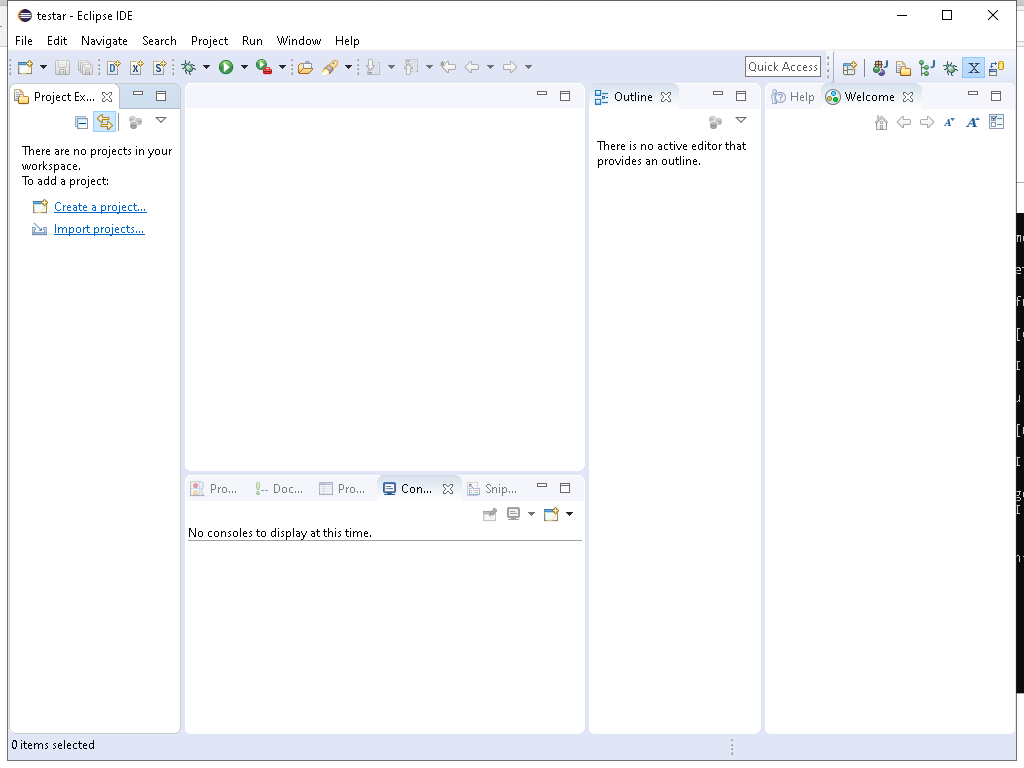 testar - Eclipse IDE
File Edit Navigate Search Project Run Window Help
Quick Access
Project Ex...
Outline
Help
Welcome
There are no projects in your
workspace.
To add a project:
Create a project...
Import projects...
There is no active editor that
provides an outline.
Pro...
Doc...
Pro...
Con...
Snip...
No consoles to display at this time.
0 items selected